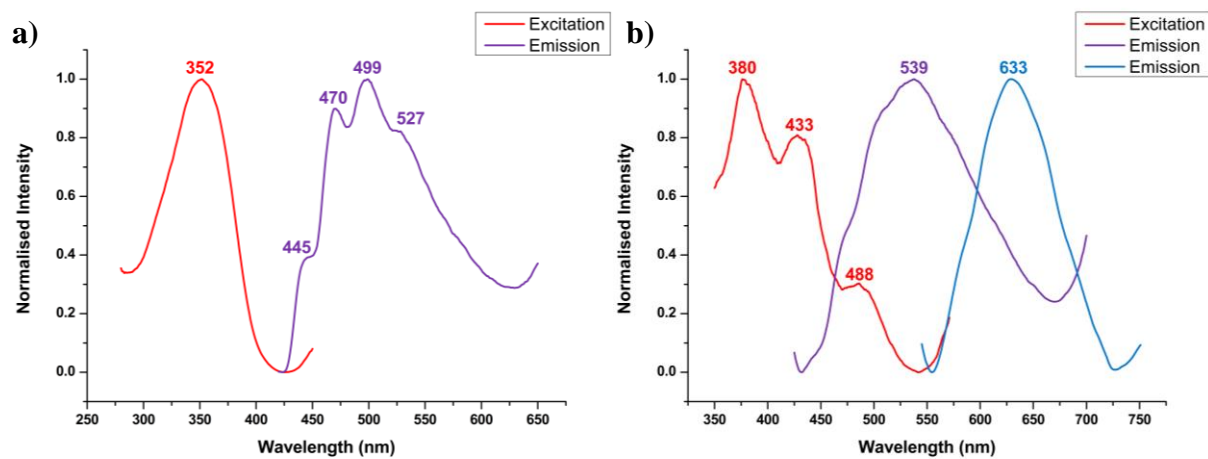 a)
Excitation
Emission
352
499
470
527
445
1.0
0.8
0.6
0.4
0.2
0.0
Normalised Intensity
250 300 350 400 450 500 550 600 650
Wavelength (nm)
b)
Excitation
Emission
Emission
380
539
633
433
488
1.0
0.8
0.6
0.4
0.2
0.0
Normalised Intensity
350 400 450 500 550 600 650 700 750
Wavelength (nm)